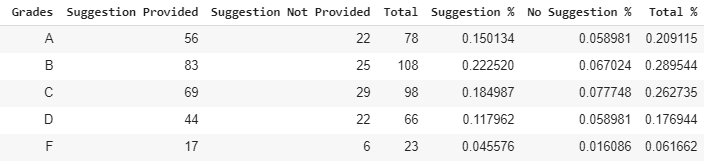 Grades Suggestion Provided Suggestion Not Provided Total Suggestion % No Suggestion % Total %
A 56 22 78 0.150134 0.058981 0.209115
B 83 25 108 0.222520 0.067024 0.289544
C 69 29 98 0.184987 0.077748 0.262735
D 44 22 66 0.117962 0.058981 0.176944
F 17 6 23 0.045576 0.016086 0.061662